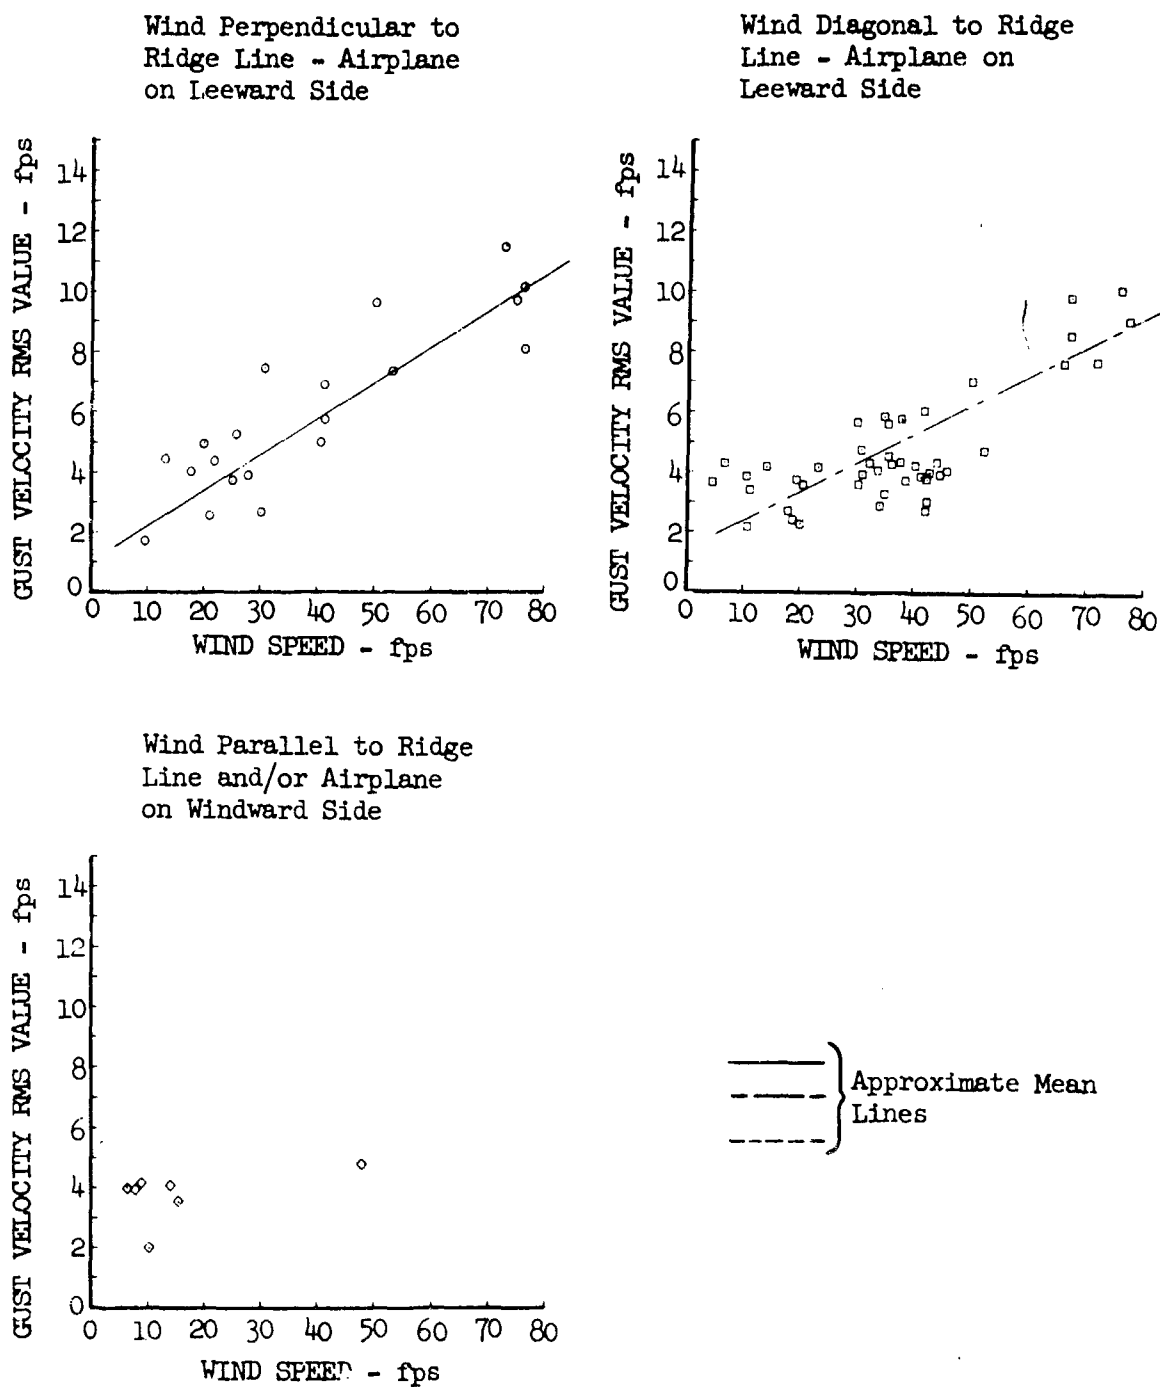 Wind Perpendicular to
Ridge Line - Airplane
on Leeward Side
GUST VELOCITY RMS VALUE - fps
14
12
10
8
6
4
2
0
0 10 20 30 40 50 60 70 80
WIND SPEED - fps
Wind Diagonal to Ridge
Line - Airplane on
Leeward Side
GUST VELOCITY RMS VALUE - fps
14
12
10
8
6
4
2
0
0 10 20 30 40 50 60 70 80
WIND SPEED - fps
Wind Parallel to Ridge
Line and/or Airplane
on Windward Side
GUST VELOCITY RMS VALUE - fps
14
12
10
8
6
4
2
0
0 10 20 30 40 50 60 70 80
WIND SPEED - fps
Approximate Mean
Lines